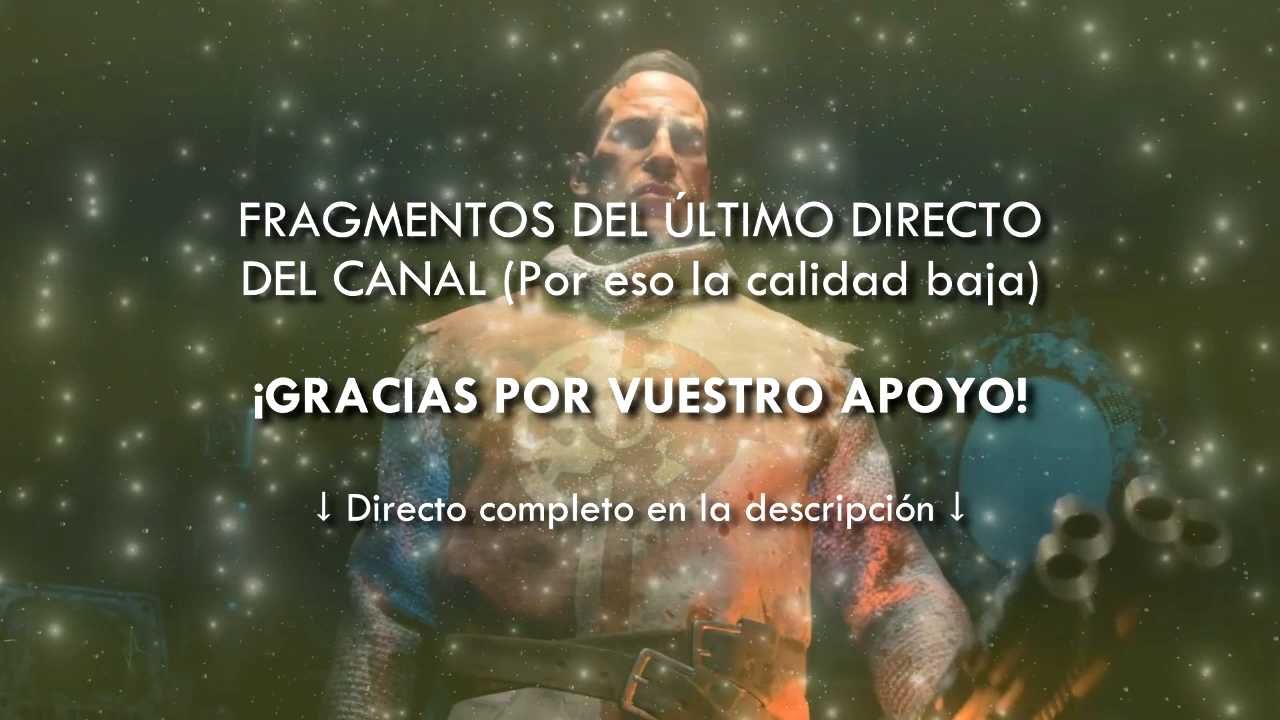 FRAGMENTOS DEL ÚLTIMO DIRECTO
DEL CANAL (Por eso la calidad baja)
¡GRACIAS POR VUESTRO APOYO!
↓ Directo completo en la descripción ↓